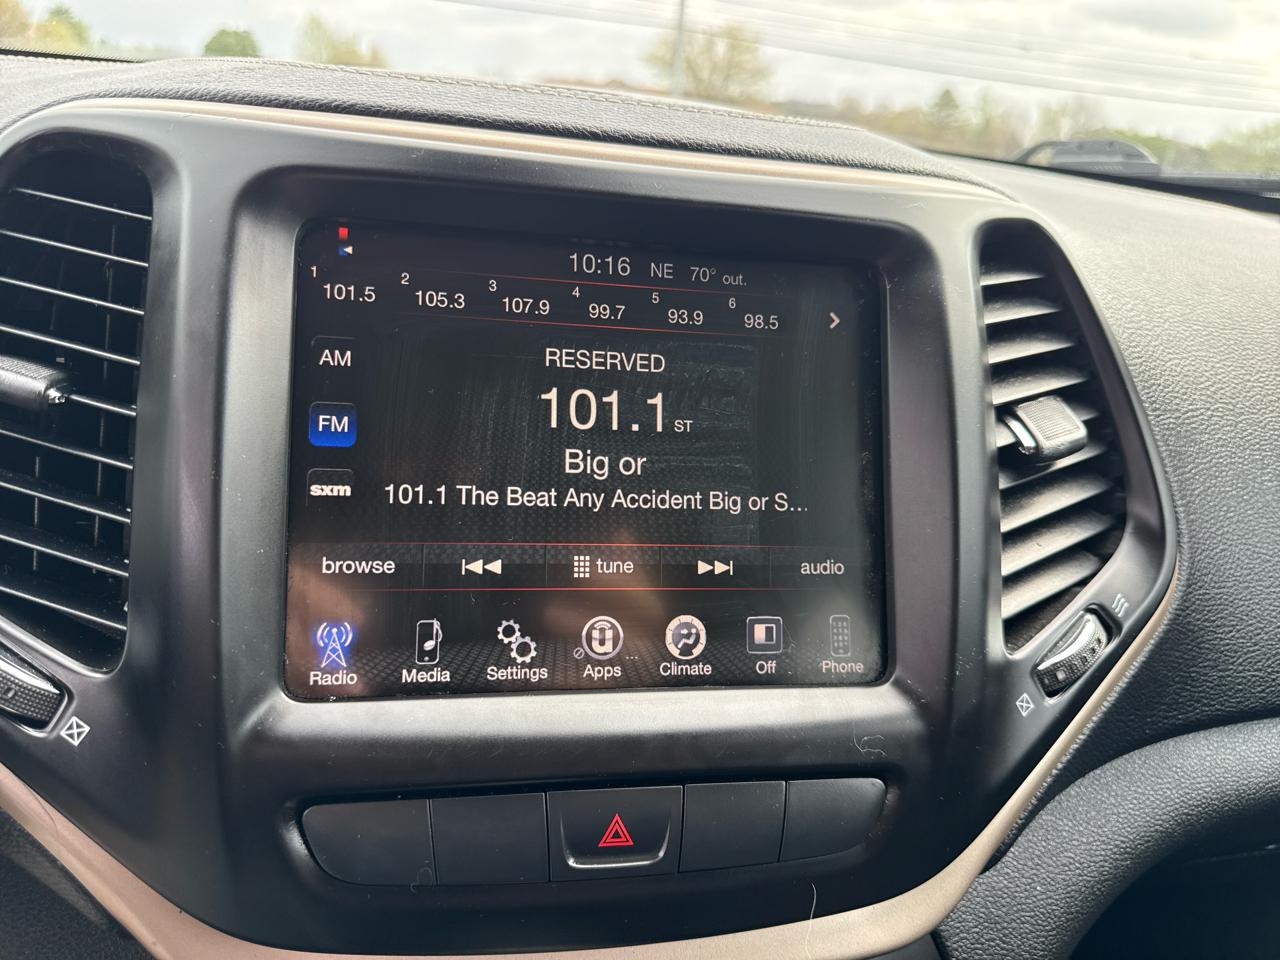 10:16 NE 70° out.
1 101.5 2 105.3 3 107.9 4 99.7 5 93.9 6 98.5
AM
RESERVED
101.1 ST
FM
Big or
sxm
101.1 The Beat Any Accident Big or S...
browse tune audio
Radio Media Settings Apps Climate Off Phone